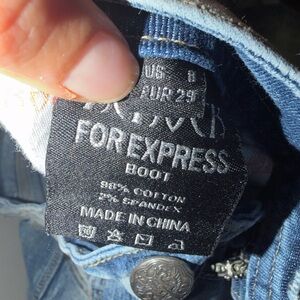 US 8
EUR 29
FOR EXPRESS
BOOT
98% COTTON
2% SPANDEX
MADE IN CHINA